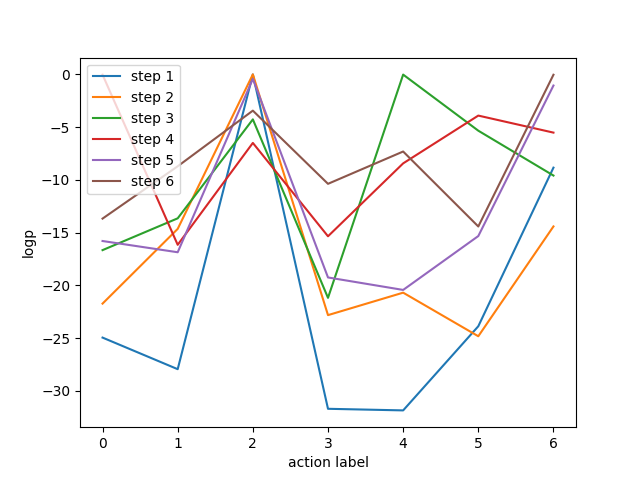 step 1
step 2
step 3
step 4
step 5
step 6
0
−5
−10
−15
−20
−25
−30
logp
0 1 2 3 4 5 6
action label